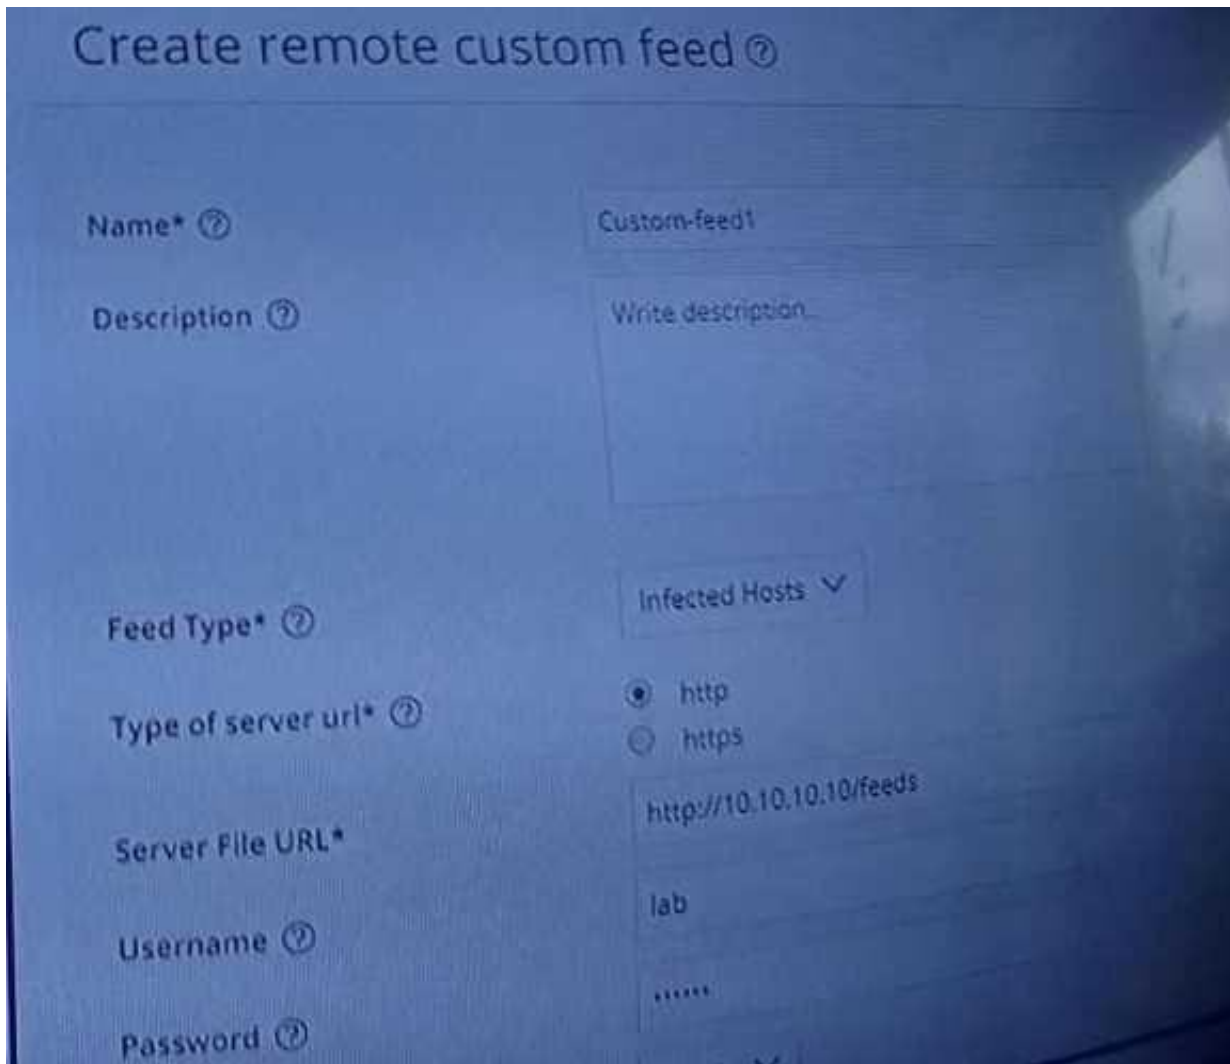 Create remote custom feed ?
Name* ? Custom-feed1
Description ? Write description...
Feed Type* ? Infected Hosts
Type of server url* ? http
https
Server File URL* http://10.10.10.10/feeds
Username ? lab
Password ? ••••••